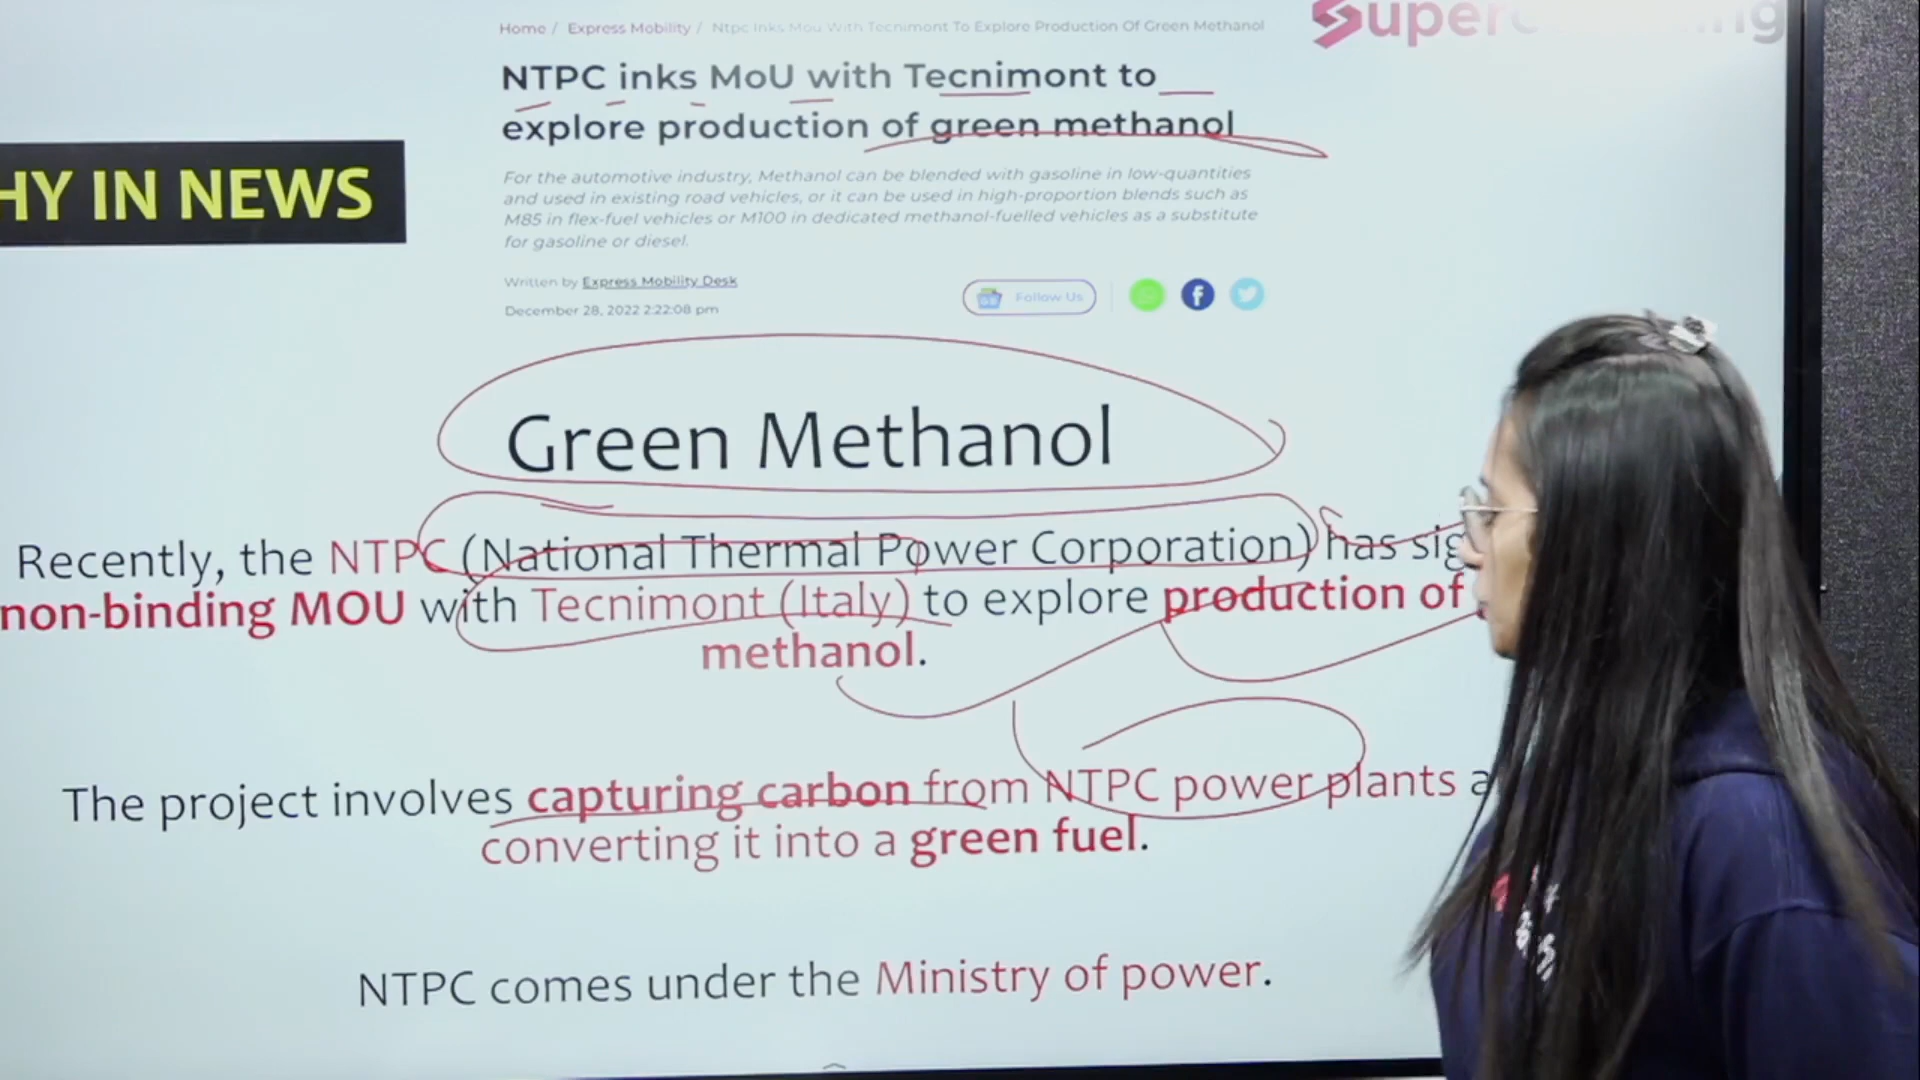 Home / Express Mobility / Ntpc Inks Mou With Tecnimont To Explore Production Of Green Methanol
NTPC inks MoU with Tecnimont to
explore production of green methanol
For the automotive industry, Methanol can be blended with gasoline in low-quantities
and used in existing road vehicles, or it can be used in high-proportion blends such as
M85 in flex-fuel vehicles or M100 in dedicated methanol-fuelled vehicles as a substitute
for gasoline or diesel.
Written by Express Mobility Desk
December 28, 2022 2:22:08 pm
Follow Us
HY IN NEWS
Green Methanol
Recently, the NTPC (National Thermal Power Corporation) has sig
non-binding MOU with Tecnimont (Italy) to explore production of
methanol.
The project involves capturing carbon from NTPC power plants a
converting it into a green fuel.
NTPC comes under the Ministry of power.